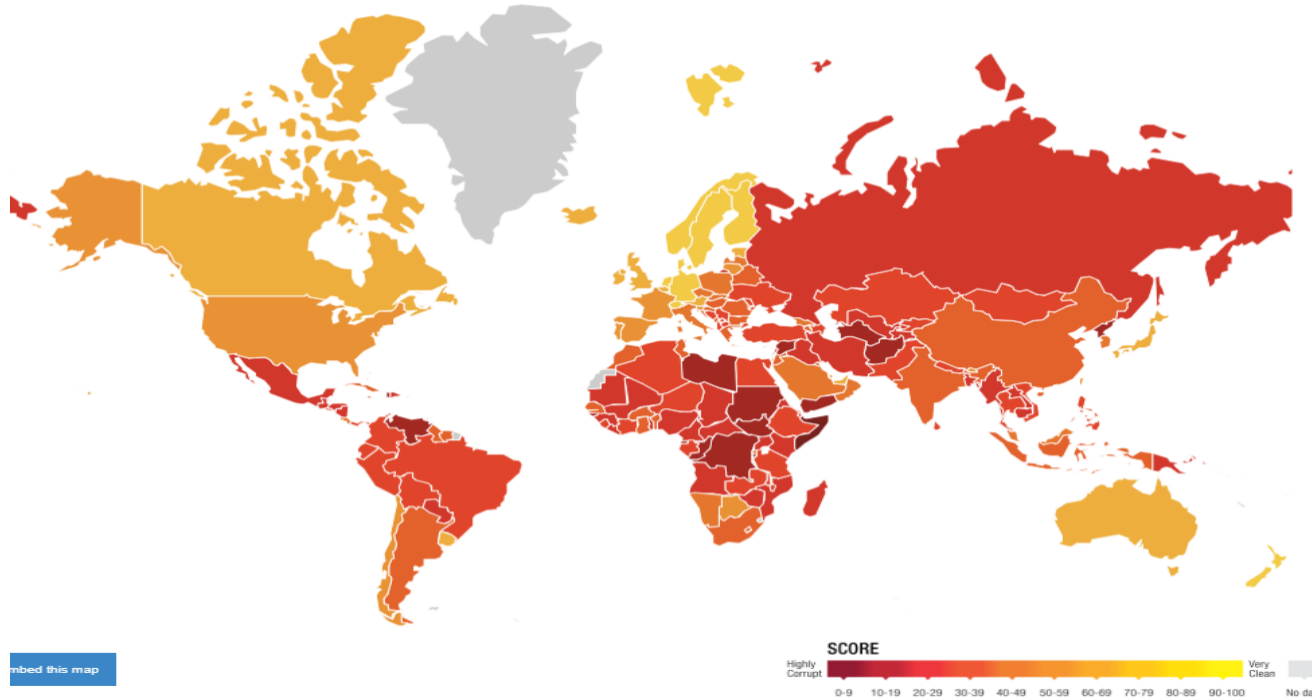 mbed this map
SCORE
Highly Corrupt
Very Clean
0-9 10-19 20-29 30-39 40-49 50-59 60-69 70-79 80-89 90-100 No da